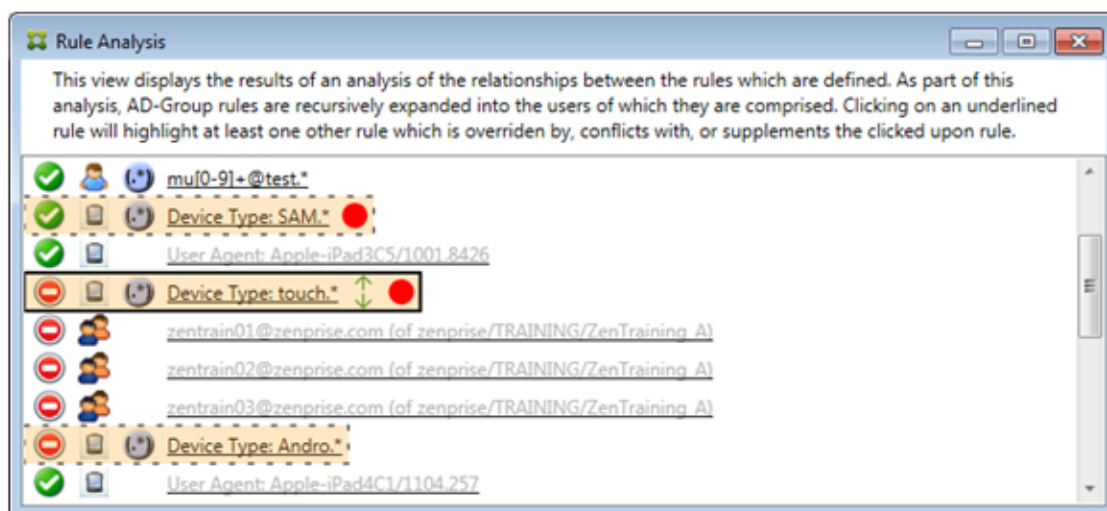 Rule Analysis
This view displays the results of an analysis of the relationships between the rules which are defined. As part of this
analysis, AD-Group rules are recursively expanded into the users of which they are comprised. Clicking on an underlined
rule will highlight at least one other rule which is overriden by, conflicts with, or supplements the clicked upon rule.
(.*) mu[0-9]+@test.*
(.*) Device Type: SAM.*
User Agent: Apple-iPad3C5/1001.8426
(.*) Device Type: touch.*
zentrain01@zenprise.com (of zenprise/TRAINING/ZenTraining_A)
zentrain02@zenprise.com (of zenprise/TRAINING/ZenTraining_A)
zentrain03@zenprise.com (of zenprise/TRAINING/ZenTraining_A)
(.*) Device Type: Andro.*
User Agent: Apple-iPad4C1/1104.257